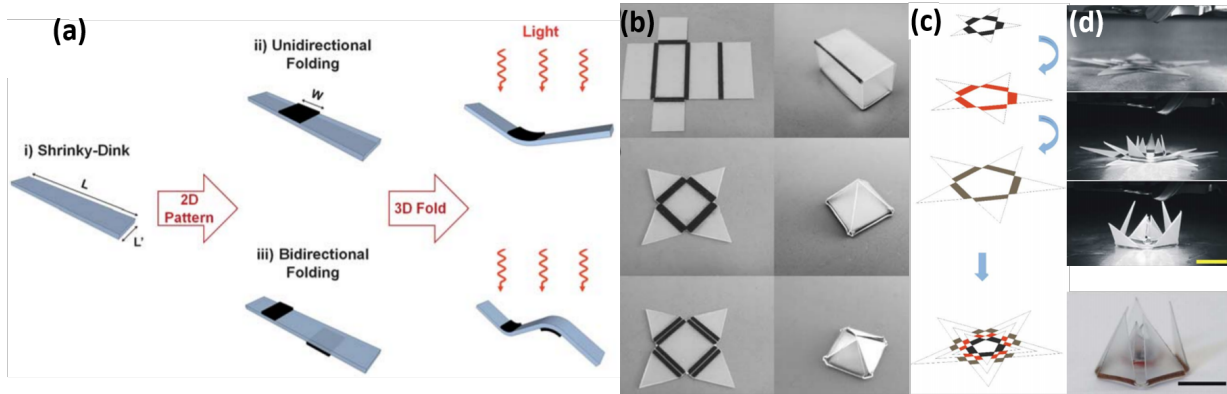 (a)
ii) Unidirectional
Folding
W
Light
i) Shrinky-Dink
L
L'
2D
Pattern
3D Fold
iii) Bidirectional
Folding
(b)
(c)
(d)